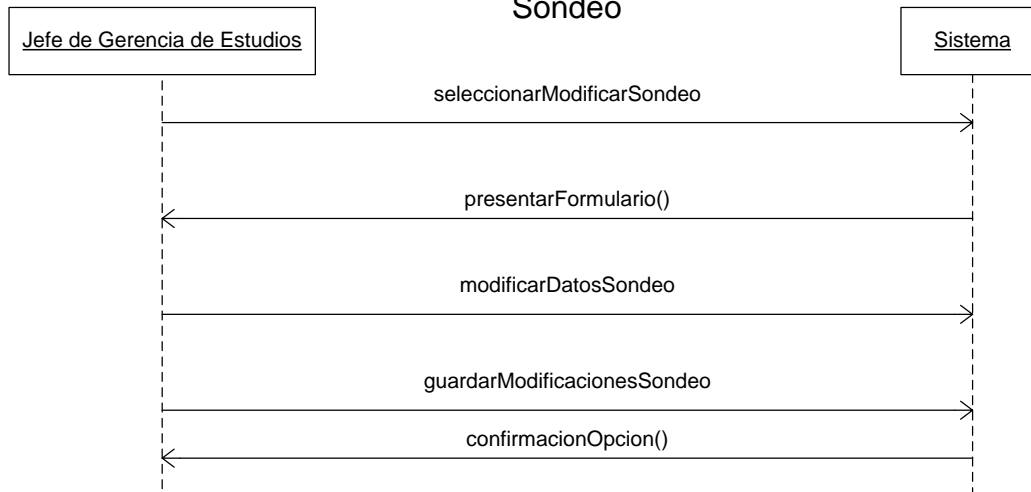 Sondeo
Jefe de Gerencia de Estudios
Sistema
seleccionarModificarSondeo
presentarFormulario()
modificarDatosSondeo
guardarModificacionesSondeo
confirmacionOpcion()